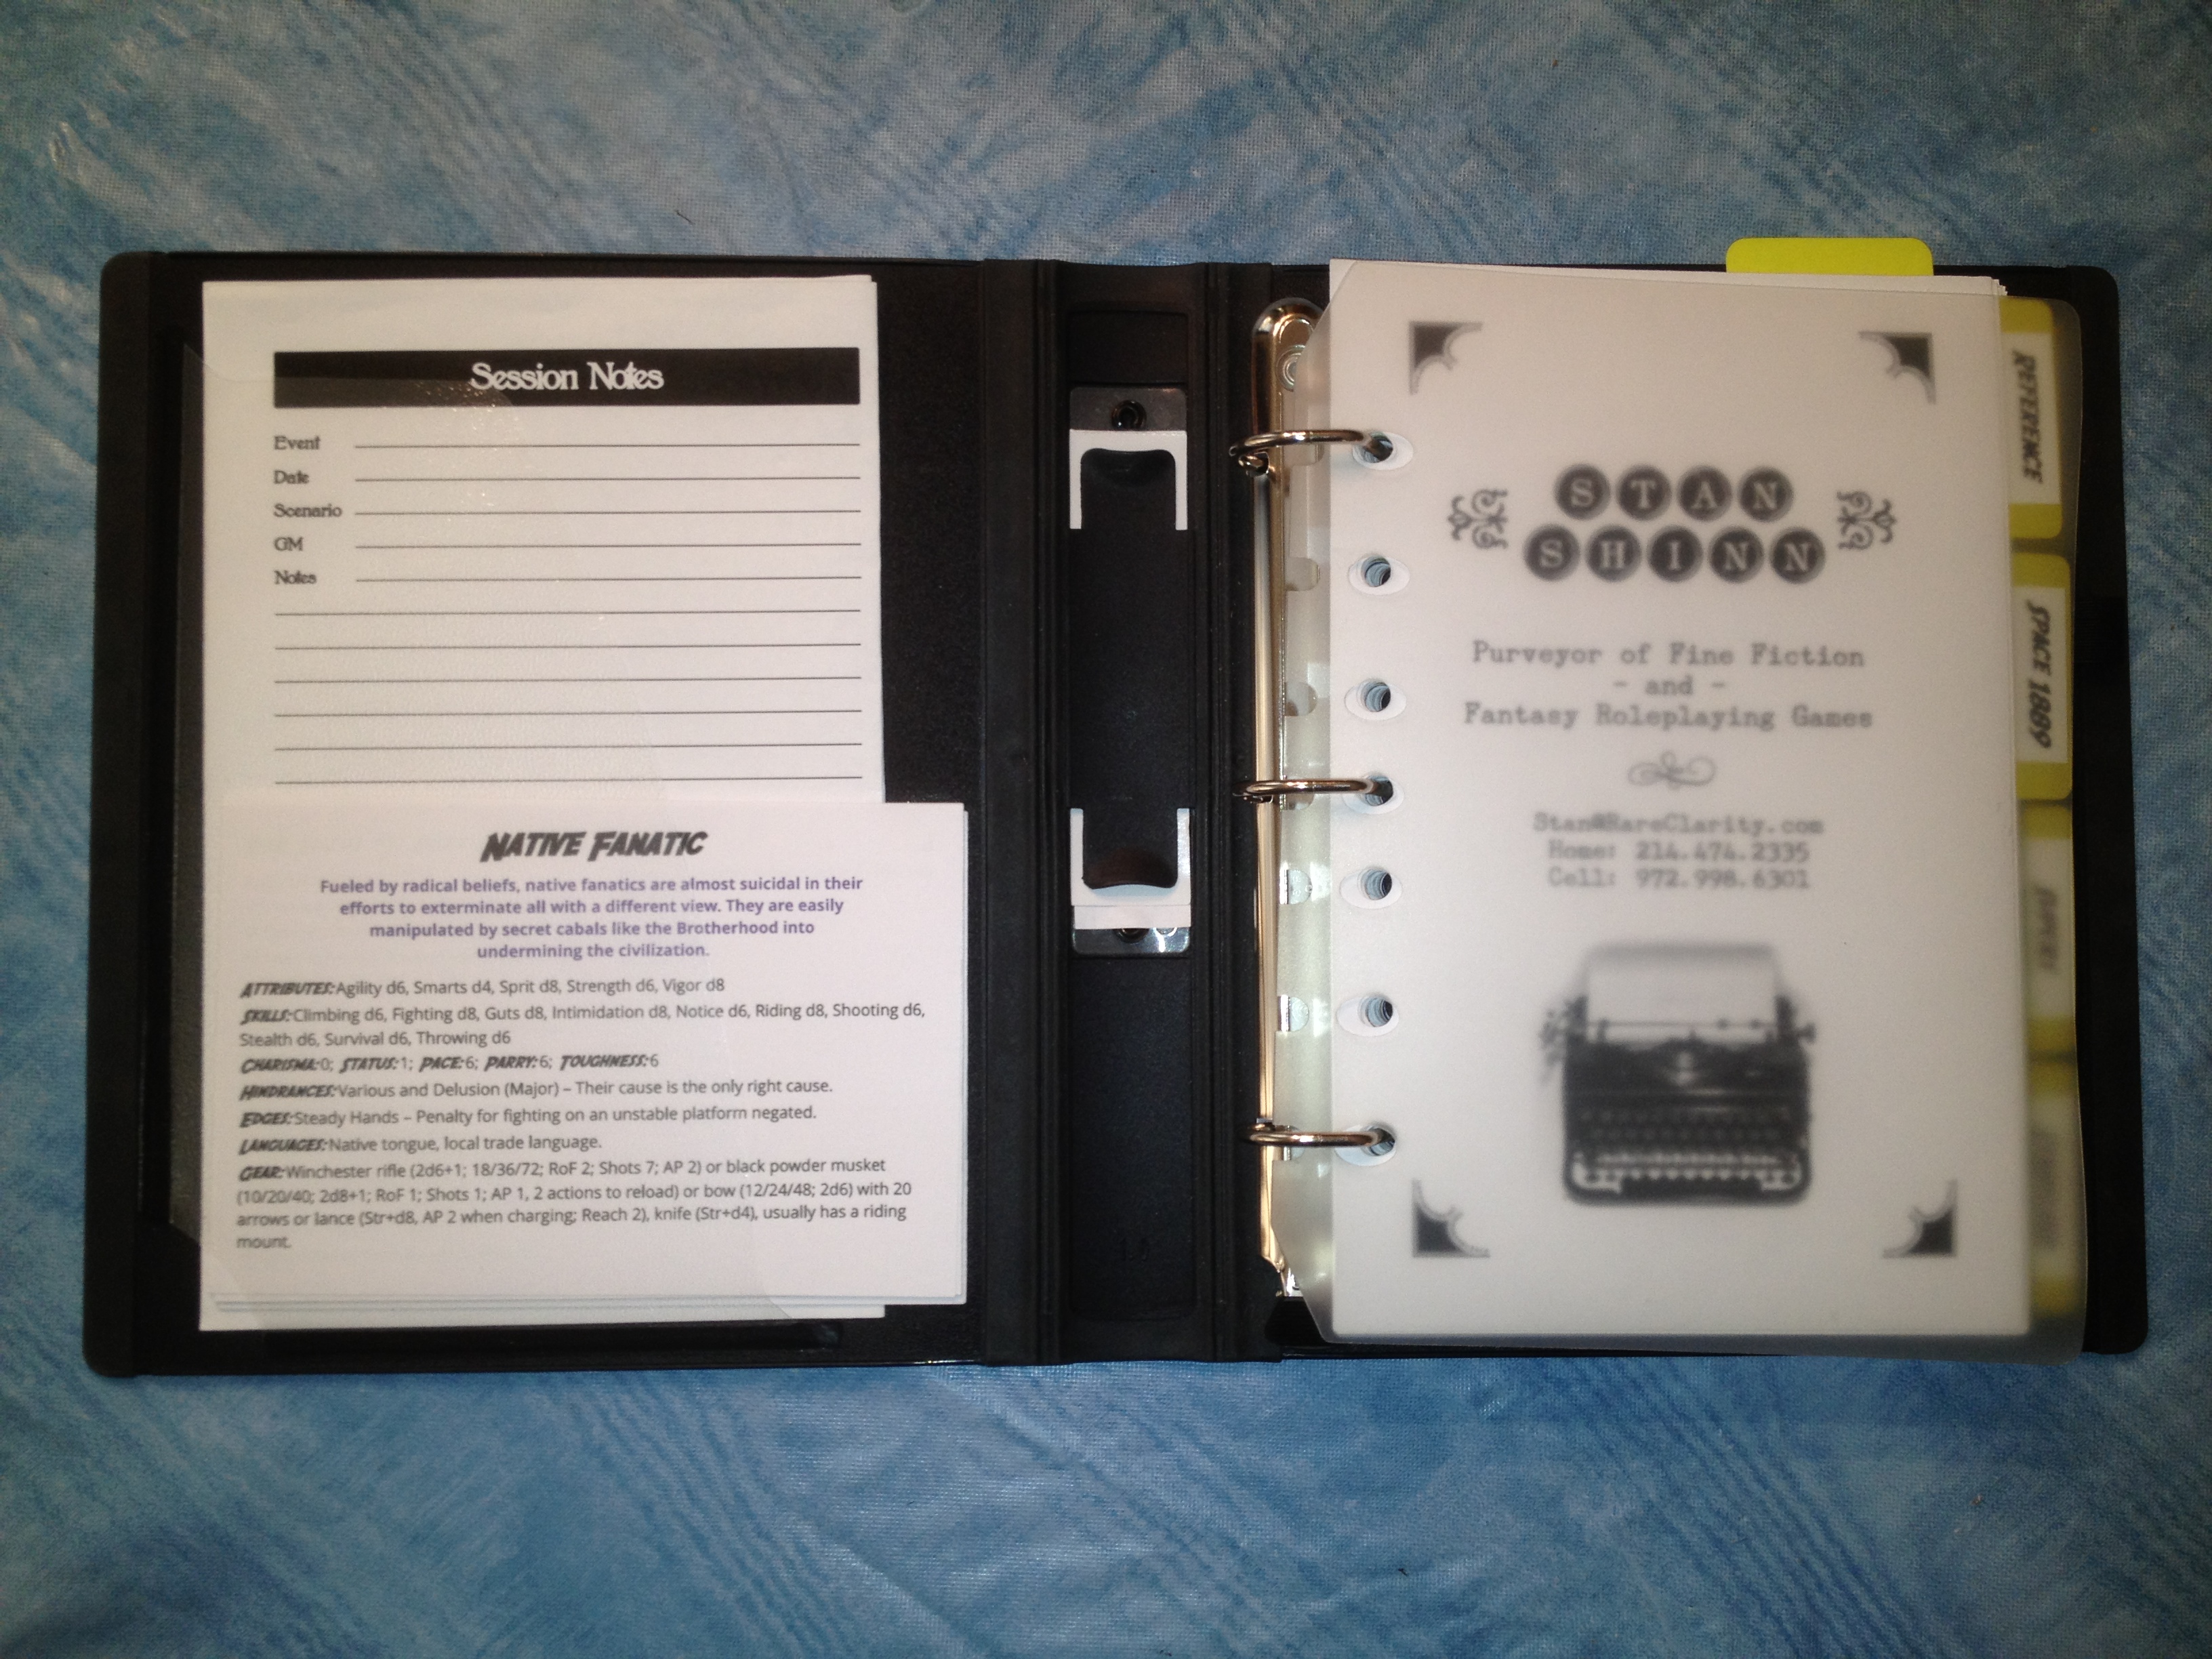 Session Notes
Event
Date
Scenario
GM
Notes
NATIVE FANATIC
Fueled by radical beliefs, native fanatics are almost suicidal in their
efforts to exterminate all with a different view. They are easily
manipulated by secret cabals like the Brotherhood into
undermining the civilization.
ATTRIBUTES: Agility d6, Smarts d4, Sprit d8, Strength d6, Vigor d8
SKILLS: Climbing d6, Fighting d8, Guts d8, Intimidation d8, Notice d6, Riding d8, Shooting d6,
Stealth d6, Survival d6, Throwing d6
CHARISMA: 0; STATUS: 1; PACE: 6; PARRY: 6; TOUGHNESS: 6
HINDRANCES: Various and Delusion (Major) – Their cause is the only right cause.
EDGES: Steady Hands – Penalty for fighting on an unstable platform negated.
LANGUAGES: Native tongue, local trade language.
GEAR: Winchester rifle (2d6+1; 18/36/72; RoF 2; Shots 7; AP 2) or black powder musket
(10/20/40; 2d8+1; RoF 1; Shots 1; AP 1, 2 actions to reload) or bow (12/24/48; 2d6) with 20
arrows or lance (Str+d8, AP 2 when charging; Reach 2), knife (Str+d4), usually has a riding
mount.
STAN
SHINN
Purveyor of Fine Fiction
- and -
Fantasy Roleplaying Games
Stan@RareClarity.com
Home: 214.474.2335
Cell: 972.998.6301
REFERENCE
SPACE 1889